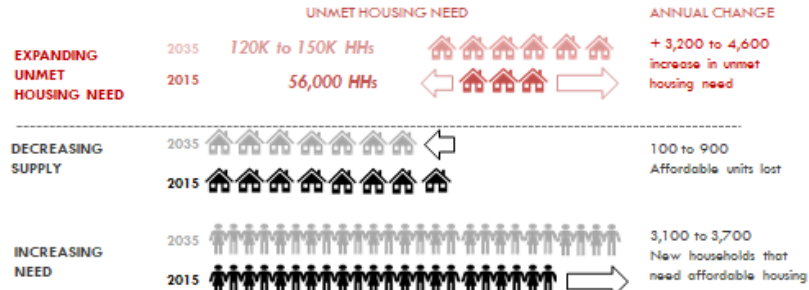 UNMET HOUSING NEED
ANNUAL CHANGE
EXPANDING
UNMET
HOUSING NEED
2035 120K to 150K HHs
2015 56,000 HHs
+ 3,200 to 4,600
increase in unmet
housing need
DECREASING
SUPPLY
2035
2015
100 to 900
Affordable units lost
INCREASING
NEED
2035
2015
3,100 to 3,700
New households that
need affordable housing